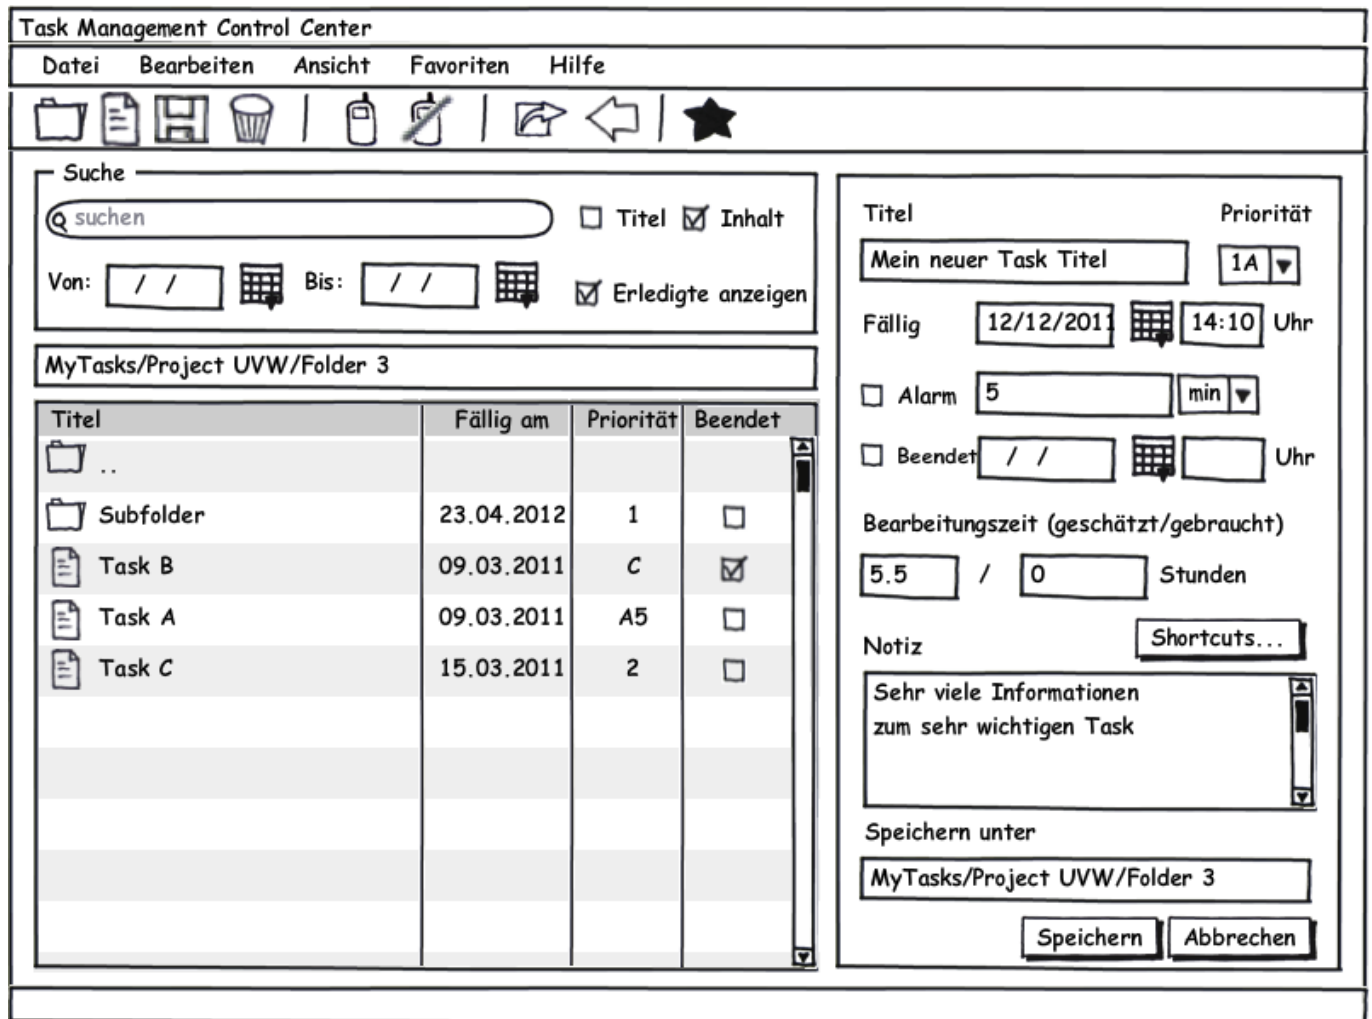 Task Management Control Center
Datei Bearbeiten Ansicht Favoriten Hilfe
Suche
suchen
Titel Inhalt
Von: / / Bis: / /
Erledigte anzeigen
MyTasks/Project UVW/Folder 3
Titel Fällig am Priorität Beendet
..
Subfolder 23.04.2012 1
Task B 09.03.2011 C
Task A 09.03.2011 A5
Task C 15.03.2011 2
Titel Priorität
Mein neuer Task Titel 1A
Fällig 12/12/2011 14:10 Uhr
Alarm 5 min
Beendet / / Uhr
Bearbeitungszeit (geschätzt/gebraucht)
5.5 / 0 Stunden
Notiz Shortcuts...
Sehr viele Informationen
zum sehr wichtigen Task
Speichern unter
MyTasks/Project UVW/Folder 3
Speichern Abbrechen